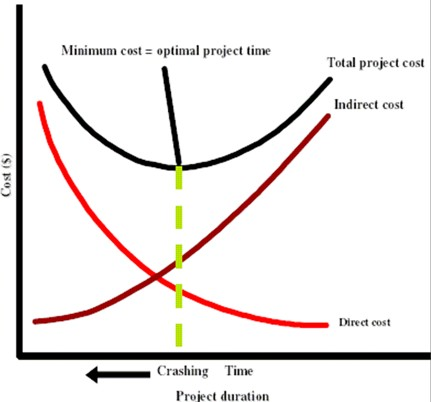 Minimum cost = optimal project time
Total project cost
Indirect cost
Cost ($)
Direct cost
Crashing Time
Project duration